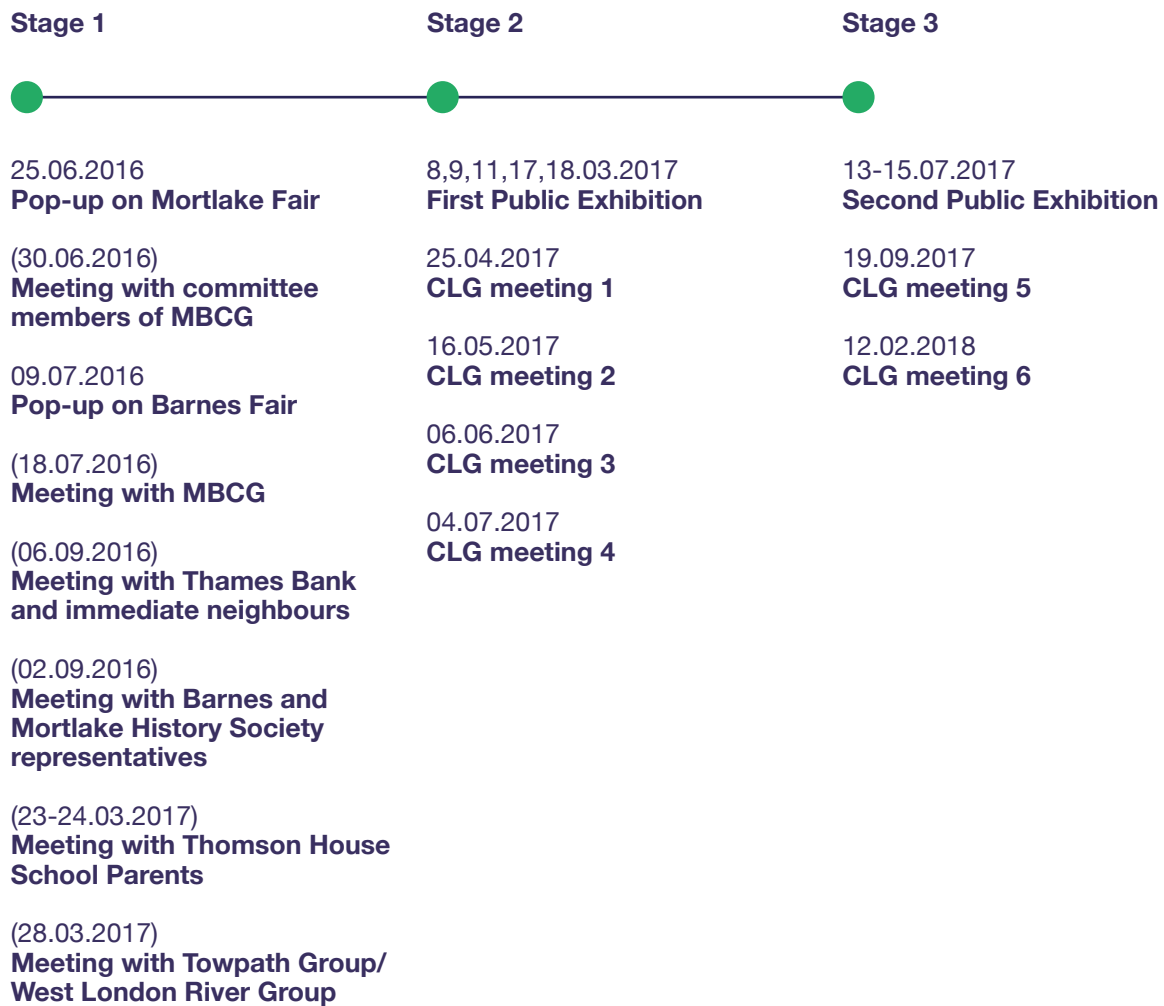 Stage 1
25.06.2016
Pop-up on Mortlake Fair
(30.06.2016)
Meeting with committee
members of MBCG
09.07.2016
Pop-up on Barnes Fair
(18.07.2016)
Meeting with MBCG
(06.09.2016)
Meeting with Thames Bank
and immediate neighbours
(02.09.2016)
Meeting with Barnes and
Mortlake History Society
representatives
(23-24.03.2017)
Meeting with Thomson House
School Parents
(28.03.2017)
Meeting with Towpath Group/
West London River Group
Stage 2
8,9,11,17,18.03.2017
First Public Exhibition
25.04.2017
CLG meeting 1
16.05.2017
CLG meeting 2
06.06.2017
CLG meeting 3
04.07.2017
CLG meeting 4
Stage 3
13-15.07.2017
Second Public Exhibition
19.09.2017
CLG meeting 5
12.02.2018
CLG meeting 6